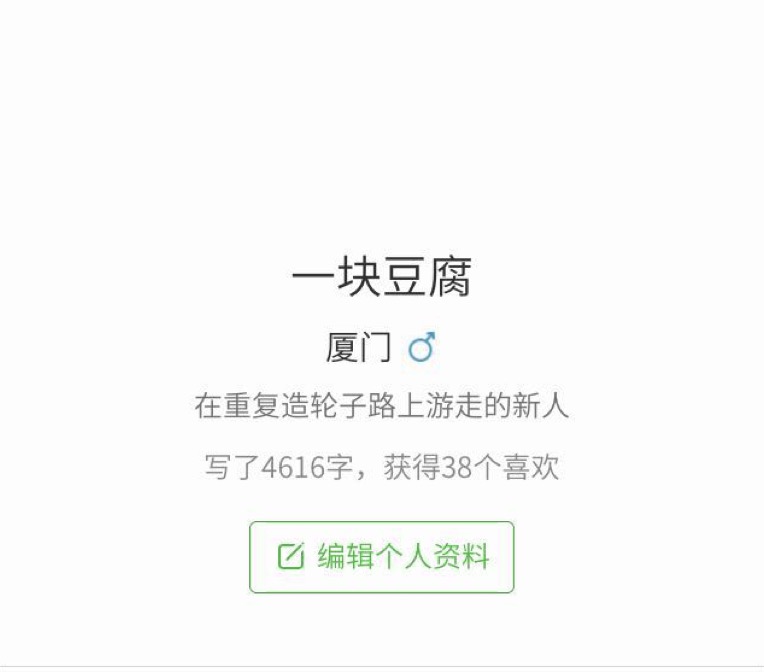 一块豆腐
厦门 ♂
在重复造轮子路上游走的新人
写了4616字，获得38个喜欢
编辑个人资料